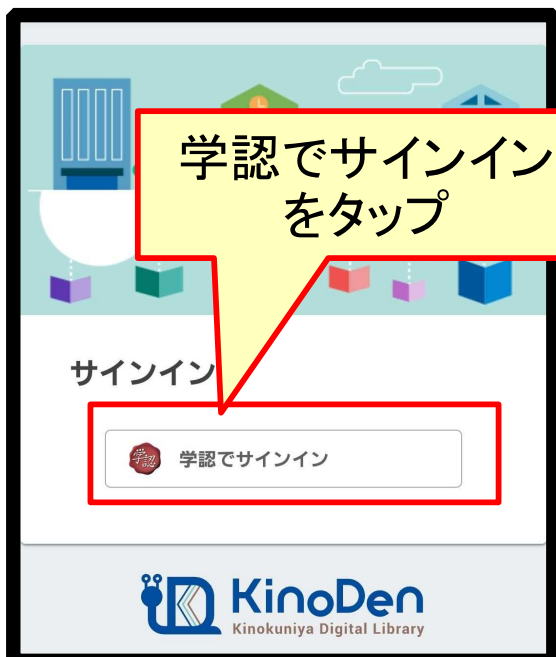 学認でサインイン
をタップ
サインイン
学認
学認でサインイン
KinoDen
Kinokuniya Digital Library